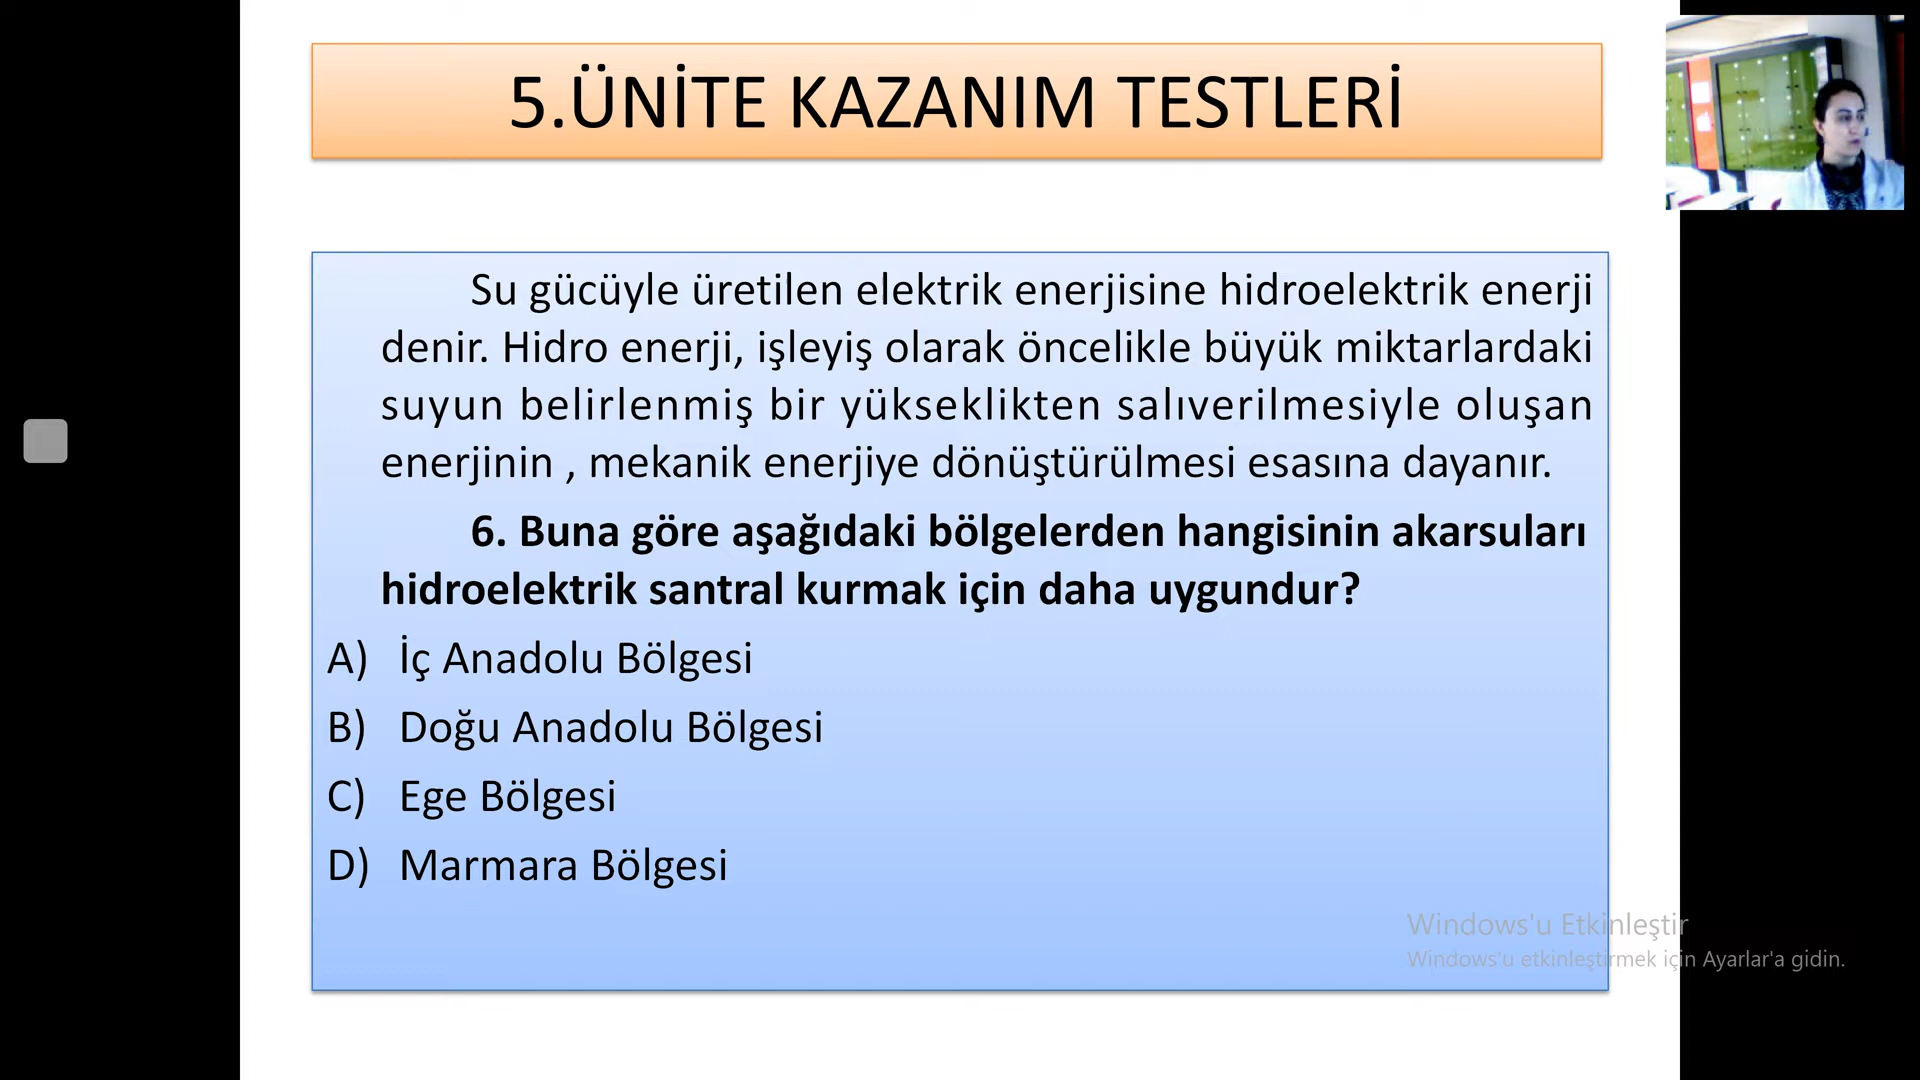 5.ÜNİTE KAZANIM TESTLERİ
Su gücüyle üretilen elektrik enerjisine hidroelektrik enerji
denir. Hidro enerji, işleyiş olarak öncelikle büyük miktarlardaki
suyun belirlenmiş bir yükseklikten salıverilmesiyle oluşan
enerjinin , mekanik enerjiye dönüştürülmesi esasına dayanır.
6. Buna göre aşağıdaki bölgelerden hangisinin akarsuları
hidroelektrik santral kurmak için daha uygundur?
A) İç Anadolu Bölgesi
B) Doğu Anadolu Bölgesi
C) Ege Bölgesi
D) Marmara Bölgesi
Windows'u Etkinleştir
Windows'u etkinleştirmek için Ayarlar'a gidin.